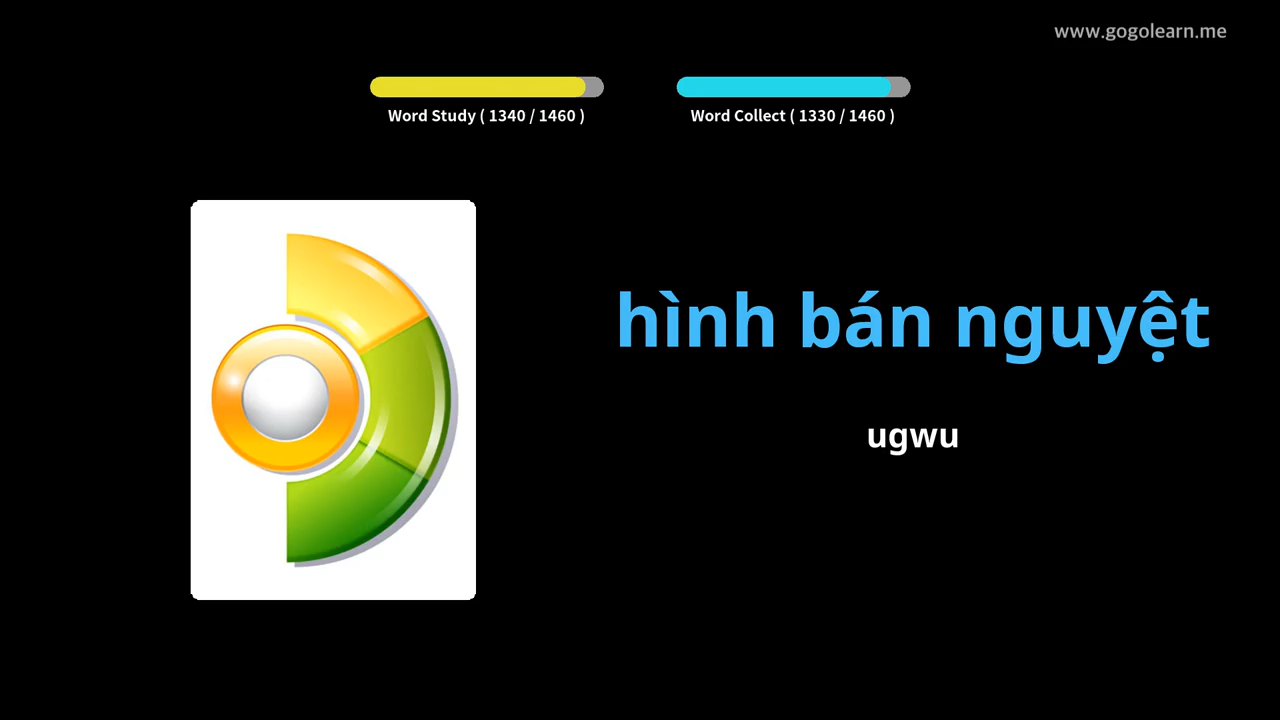 www.gogolearn.me
Word Study ( 1340 / 1460 )
Word Collect ( 1330 / 1460 )
hình bán nguyệt
ugwu